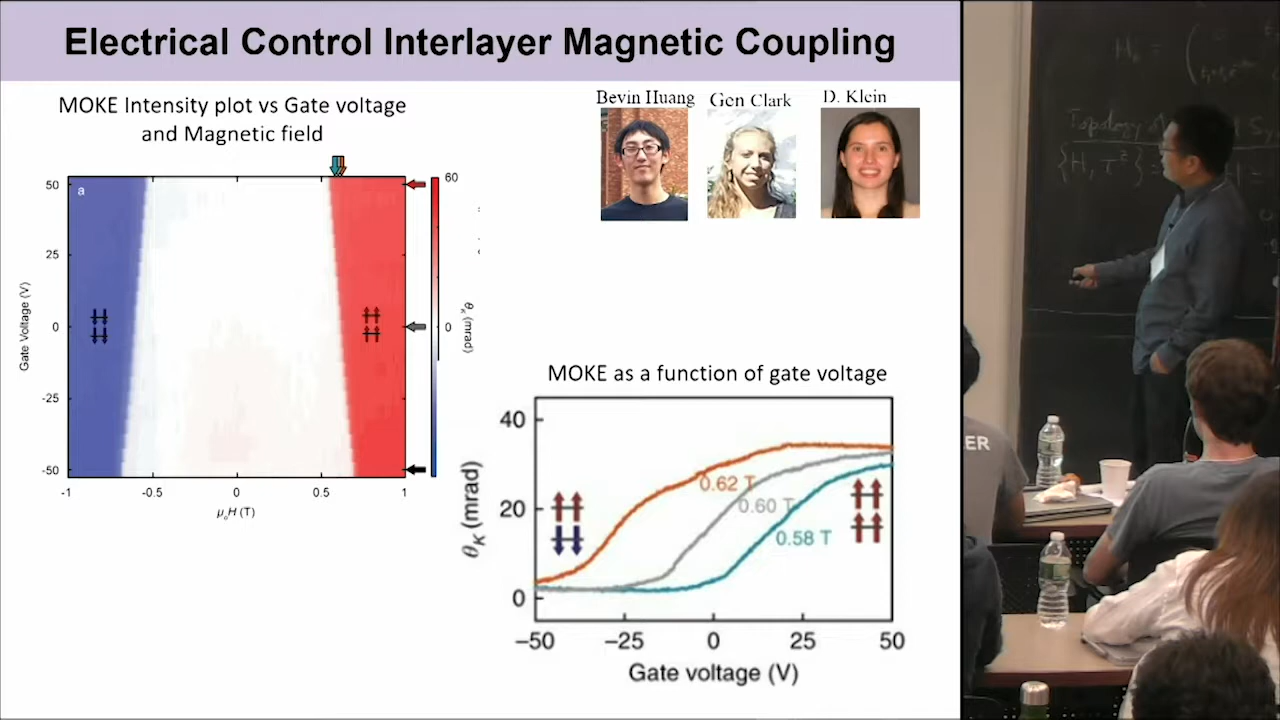 Electrical Control Interlayer Magnetic Coupling
MOKE Intensity plot vs Gate voltage
and Magnetic field
Bevin Huang
Gen Clark
D. Klein
a
60
0
θK (mrad)
50
25
0
-25
-50
Gate Voltage (V)
-1
-0.5
0
0.5
1
μ₀H (T)
MOKE as a function of gate voltage
40
20
0
θK (mrad)
0.62 T
0.60 T
0.58 T
−50
−25
0
25
50
Gate voltage (V)
Topology of
ER